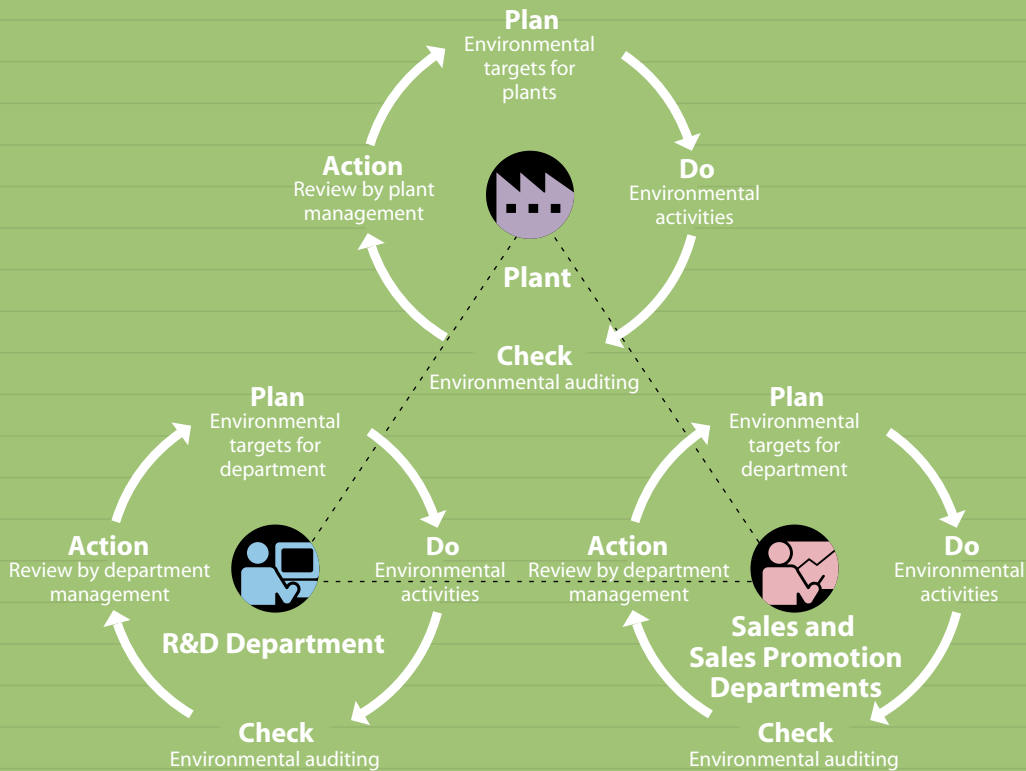 Plan
Environmental
targets for
plants
Action
Review by plant
management
Do
Environmental
activities
Plant
Check
Environmental auditing
Plan
Environmental
targets for
department
Action
Review by department
management
Do
Environmental
activities
R&D Department
Check
Environmental auditing
Plan
Environmental
targets for
department
Action
Review by department
management
Do
Environmental
activities
Sales and
Sales Promotion
Departments
Check
Environmental auditing